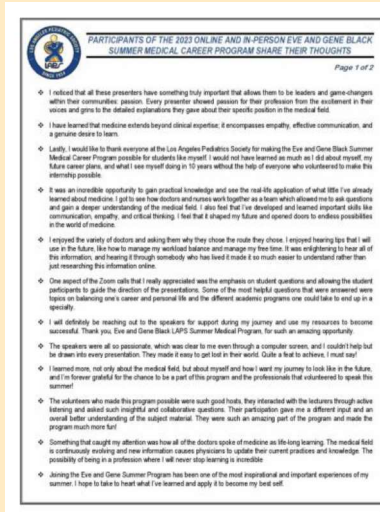 LOS ANGELES PEDIATRIC SOCIETY
LAPS
SINCE 1934
PARTICIPANTS OF THE 2023 ONLINE AND IN-PERSON EVE AND GENE BLACK
SUMMER MEDICAL CAREER PROGRAM SHARE THEIR THOUGHTS
Page 1 of 2
❖ I noticed that all these presenters have something truly important that allows them to be leaders and game-changers
within their communities: passion. Every presenter showed passion for their profession from the excitement in their
voices and grins to the detailed explanations they gave about their specific position in the medical field.
❖ I have learned that medicine extends beyond clinical expertise; it encompasses empathy, effective communication, and
a genuine desire to learn.
❖ Lastly, I would like to thank everyone at the Los Angeles Pediatrics Society for making the Eve and Gene Black Summer
Medical Career Program possible for students like myself. I would not have learned as much as I did about myself, my
future career plans, and what I see myself doing in 10 years without the help of everyone who volunteered to make this
internship possible.
❖ It was an incredible opportunity to gain practical knowledge and see the real-life application of what little I've already
learned about medicine. I got to see how doctors and nurses work together as a team which allowed me to ask questions
and gain a deeper understanding of the medical field. I also feel that I've developed and learned important skills like
communication, empathy, and critical thinking. I feel that it shaped my future and opened doors to endless possibilities
in the world of medicine.
❖ I enjoyed the variety of doctors and asking them why they chose the route they chose. I enjoyed hearing tips that I will
use in the future, like how to manage my workload balance and manage my free time. It was enlightening to hear all of
this information, and hearing it through somebody who has lived it made it so much easier to understand rather than
just researching this information online.
❖ One aspect of the Zoom calls that I really appreciated was the emphasis on student questions and allowing the student
participants to guide the direction of the presentations. Some of the most helpful questions that were answered were
topics on balancing one's career and personal life and the different academic programs one could take to end up in a
specialty.
❖ I will definitely be reaching out to the speakers for support during my journey and use my resources to become
successful. Thank you, Eve and Gene Black LAPS Summer Medical Program, for such an amazing opportunity.
❖ The speakers were all so passionate, which was clear to me even through a computer screen, and I couldn't help but
be drawn into every presentation. They made it easy to get lost in their world. Quite a feat to achieve, I must say!
❖ I learned more, not only about the medical field, but about myself and how I want my journey to look like in the future,
and I'm forever grateful for the chance to be a part of this program and the professionals that volunteered to speak this
summer!
❖ The volunteers who made this program possible were such good hosts, they interacted with the lecturers through active
listening and asked such insightful and collaborative questions. Their participation gave me a different input and an
overall better understanding of the subject material. They were such an amazing part of the program and made the
program much more fun!
❖ Something that caught my attention was how all of the doctors spoke of medicine as life-long learning. The medical field
is continuously evolving and new information causes physicians to update their current practices and knowledge. The
possibility of being in a profession where I will never stop learning is incredible.
❖ Joining the Eve and Gene Summer Program has been one of the most inspirational and important experiences of my
summer. I hope to take to heart what I've learned and apply it to become my best self.